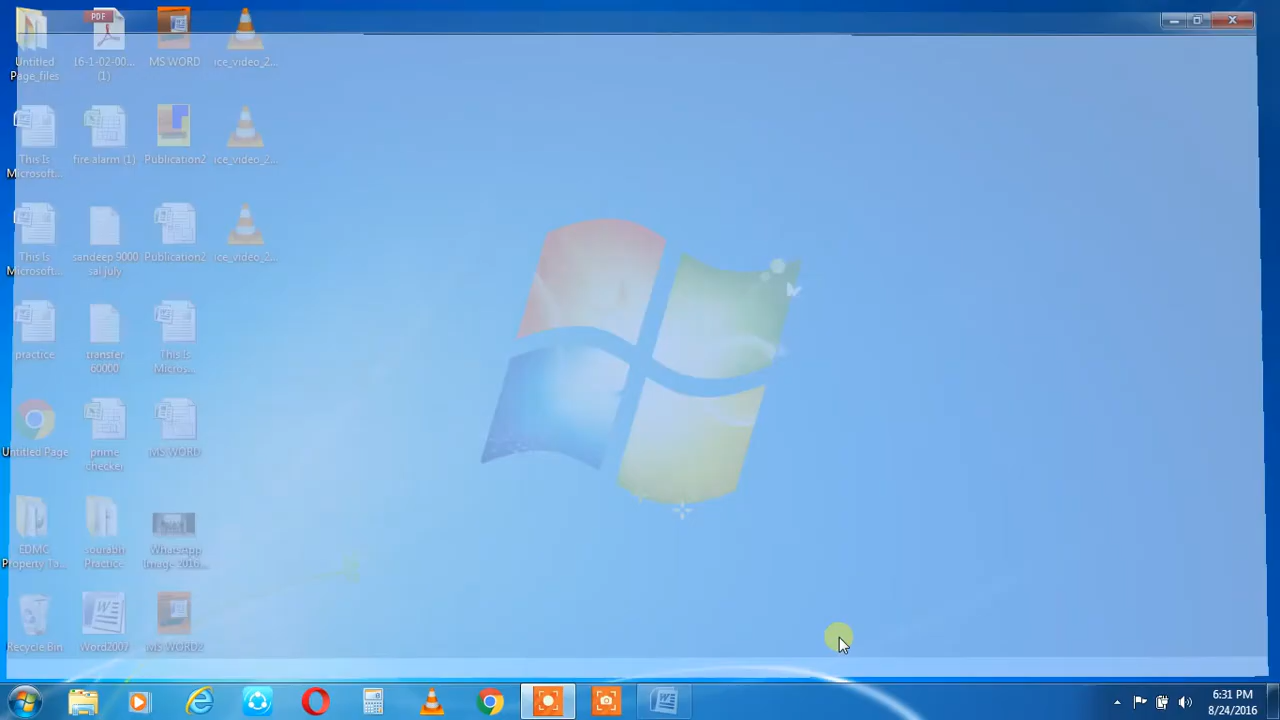 PDF
Untitled
Page_files
16-1-02-00...
(1)
MS WORD
ice_video_2...
This Is
Microsoft...
fire alarm (1)
Publication2
ice_video_2...
This Is
Microsoft...
sandeep 9000
sal july
Publication2
ice_video_2...
practice
transfer
60000
This Is
Micros...
Untitled Page
prime
checker
MS WORD
EDMC
Property Ta...
sourabh
Practice
WhatsApp
Image 2016...
Recycle Bin
Word2007
MS WORD2
6:31 PM
8/24/2016